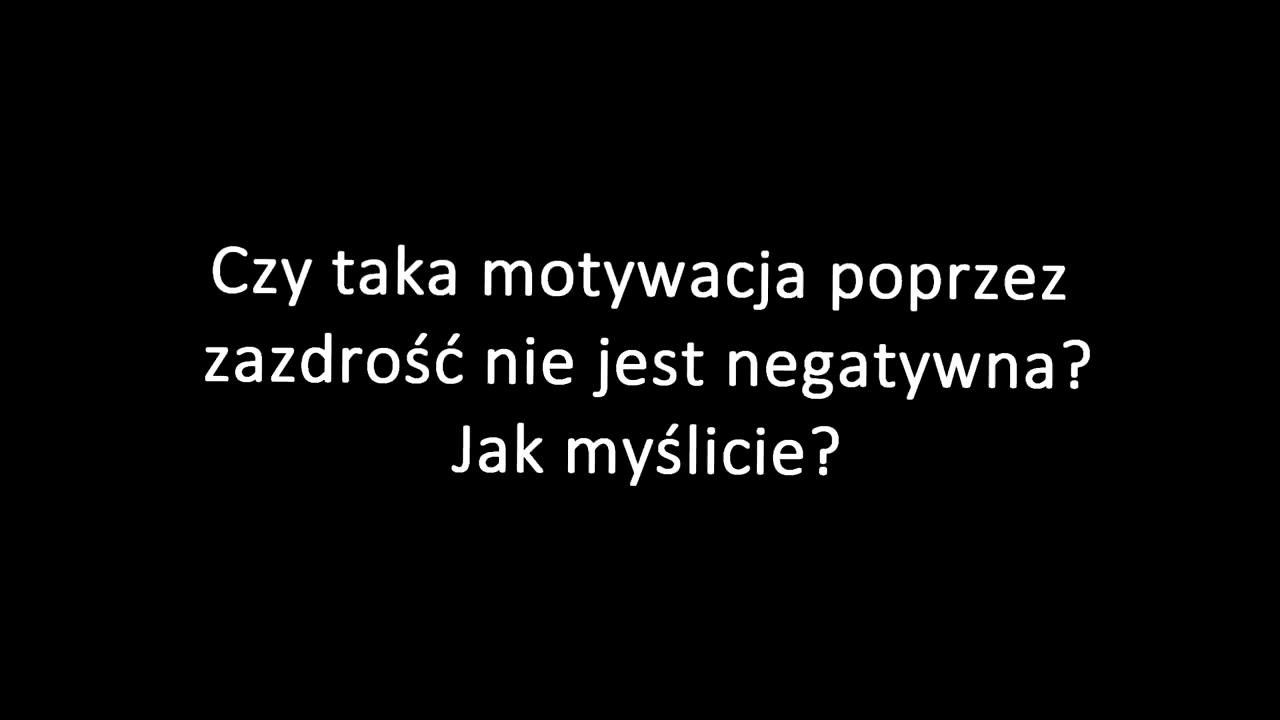 Czy taka motywacja poprzez
zazdrość nie jest negatywna?
Jak myślicie?